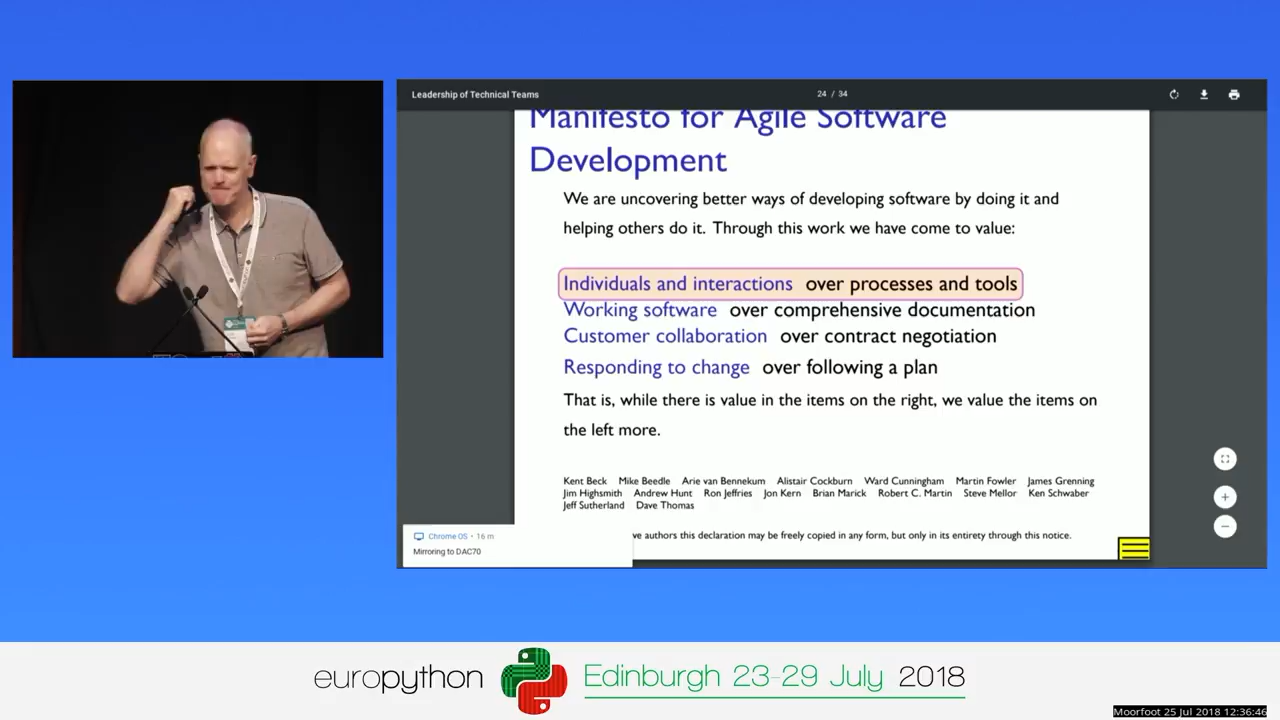 Leadership of Technical Teams
24 / 34
Manifesto for Agile Software
Development
We are uncovering better ways of developing software by doing it and
helping others do it. Through this work we have come to value:
Individuals and interactions over processes and tools
Working software over comprehensive documentation
Customer collaboration over contract negotiation
Responding to change over following a plan
That is, while there is value in the items on the right, we value the items on
the left more.
Kent Beck Mike Beedle Arie van Bennekum Alistair Cockburn Ward Cunningham Martin Fowler James Grenning
Jim Highsmith Andrew Hunt Ron Jeffries Jon Kern Brian Marick Robert C. Martin Steve Mellor Ken Schwaber
Jeff Sutherland Dave Thomas
ve authors this declaration may be freely copied in any form, but only in its entirety through this notice.
Chrome OS • 16 m
Mirroring to DAC70
europython Edinburgh 23-29 July 2018
Moorfoot 25 Jul 2018 12:36:46